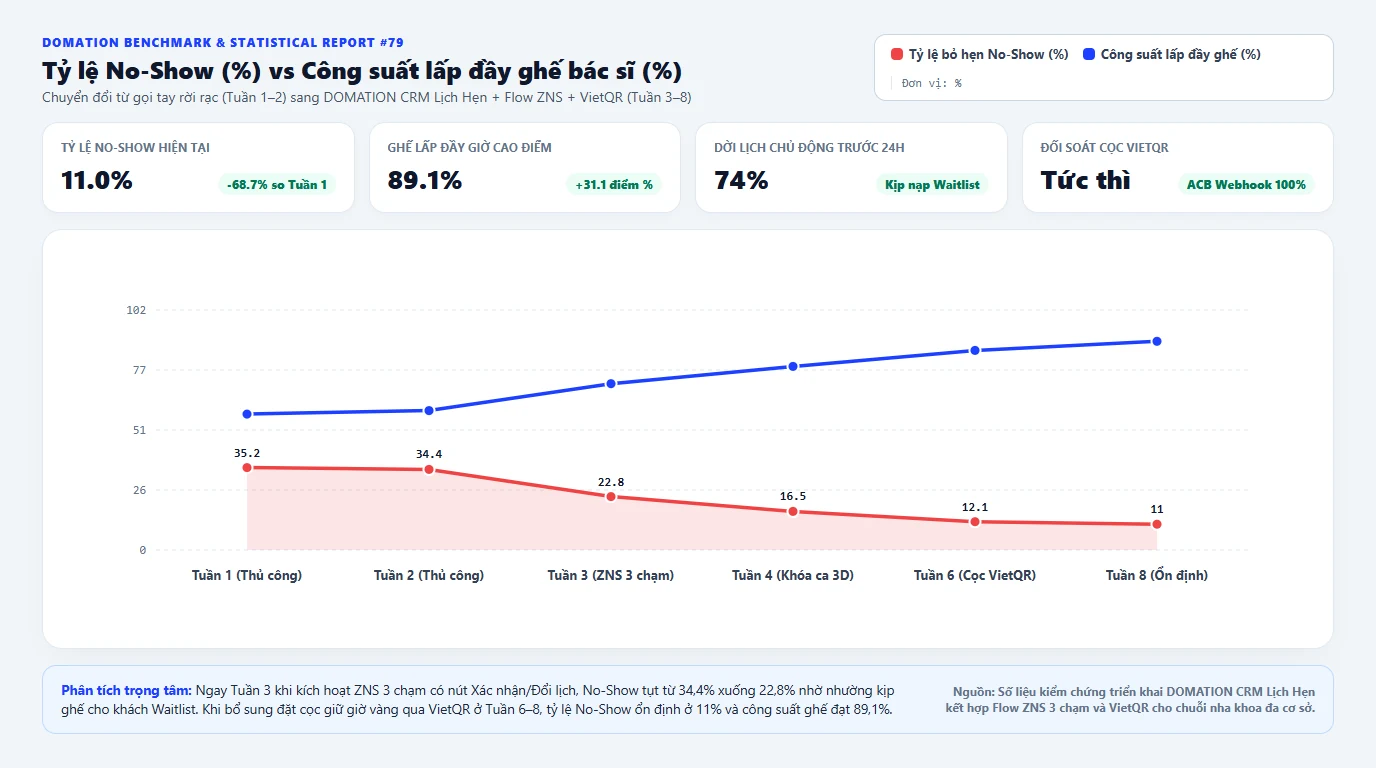 DOMATION BENCHMARK & STATISTICAL REPORT #79
Tỷ lệ No-Show (%) vs Công suất lấp đầy ghế bác sĩ (%)
Chuyển đổi từ gọi tay rời rạc (Tuần 1–2) sang DOMATION CRM Lịch Hẹn + Flow ZNS + VietQR (Tuần 3–8)
Tỷ lệ bỏ hẹn No-Show (%)
Công suất lấp đầy ghế (%)
Đơn vị: %
TỶ LỆ NO-SHOW HIỆN TẠI
11.0%
-68.7% so Tuần 1
GHẾ LẤP ĐẦY GIỜ CAO ĐIỂM
89.1%
+31.1 điểm %
DỜI LỊCH CHỦ ĐỘNG TRƯỚC 24H
74%
Kịp nạp Waitlist
ĐỐI SOÁT CỌC VIETQR
Tức thì
ACB Webhook 100%
102
77
51
26
0
35.2
34.4
22.8
16.5
12.1
11
Tuần 1 (Thủ công)
Tuần 2 (Thủ công)
Tuần 3 (ZNS 3 chạm)
Tuần 4 (Khóa ca 3D)
Tuần 6 (Cọc VietQR)
Tuần 8 (Ổn định)
Phân tích trọng tâm: Ngay Tuần 3 khi kích hoạt ZNS 3 chạm có nút Xác nhận/Đổi lịch, No-Show tụt từ 34,4% xuống 22,8% nhờ nhường kịp
ghế cho khách Waitlist. Khi bổ sung đặt cọc giữ giờ vàng qua VietQR ở Tuần 6–8, tỷ lệ No-Show ổn định ở 11% và công suất ghế đạt 89,1%.
Nguồn: Số liệu kiểm chứng triển khai DOMATION CRM Lịch Hẹn
kết hợp Flow ZNS 3 chạm và VietQR cho chuỗi nha khoa đa cơ sở.